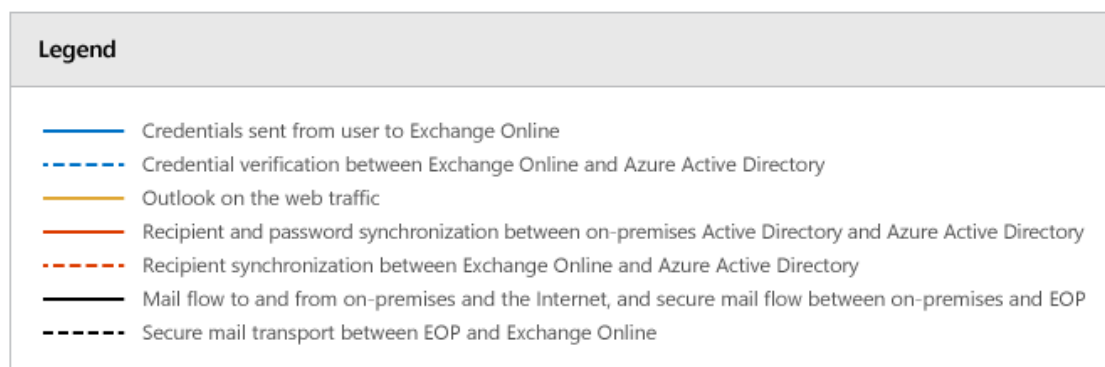 Legend
Credentials sent from user to Exchange Online
Credential verification between Exchange Online and Azure Active Directory
Outlook on the web traffic
Recipient and password synchronization between on-premises Active Directory and Azure Active Directory
Recipient synchronization between Exchange Online and Azure Active Directory
Mail flow to and from on-premises and the Internet, and secure mail flow between on-premises and EOP
Secure mail transport between EOP and Exchange Online